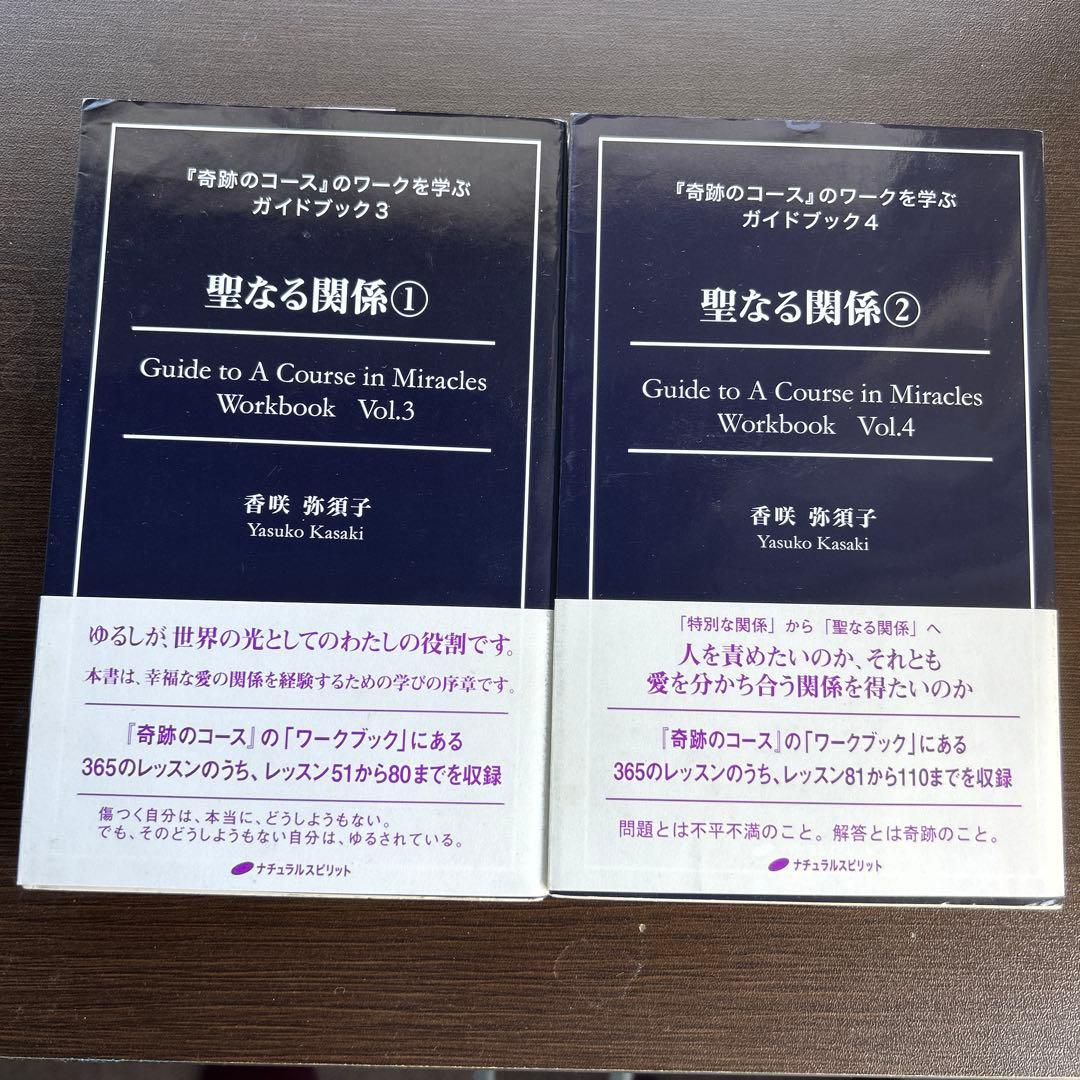 『奇跡のコース』のワークを学ぶ
ガイドブック3
聖なる関係①
Guide to A Course in Miracles
Workbook Vol.3
香咲 弥須子
Yasuko Kasaki
ゆるしが、世界の光としてのわたしの役割です。
本書は、幸福な愛の関係を経験するための学びの序章です。
『奇跡のコース』の「ワークブック」にある
365のレッスンのうち、レッスン51から80までを収録
傷つく自分は、本当に、どうしようもない。
でも、そのどうしようもない自分は、ゆるされている。
ナチュラルスピリット
『奇跡のコース』のワークを学ぶ
ガイドブック4
聖なる関係②
Guide to A Course in Miracles
Workbook Vol.4
香咲 弥須子
Yasuko Kasaki
「特別な関係」から「聖なる関係」へ
人を責めたいのか、それとも
愛を分かち合う関係を得たいのか
『奇跡のコース』の「ワークブック」にある
365のレッスンのうち、レッスン81から110までを収録
問題とは不平不満のこと。解答とは奇跡のこと。
ナチュラルスピリット